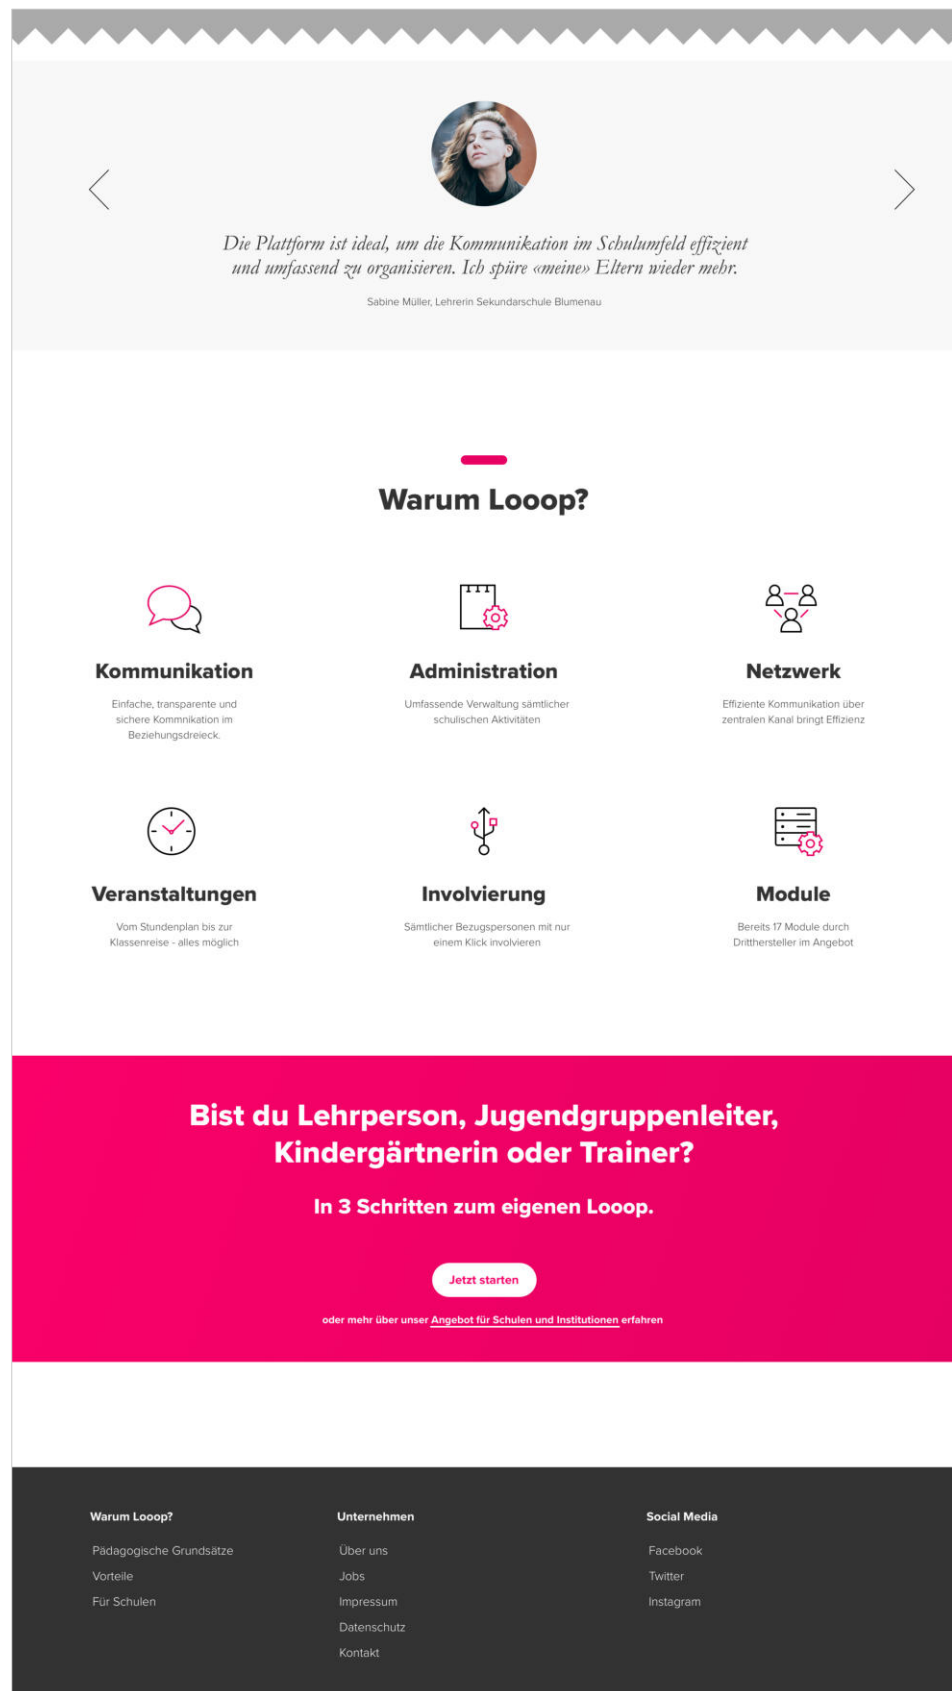 Die Plattform ist ideal, um die Kommunikation im Schulumfeld effizient
und umfassend zu organisieren. Ich spüre «meine» Eltern wieder mehr.
Sabine Müller, Lehrerin Sekundarschule Blumenau
Warum Looop?
Kommunikation
Einfache, transparente und
sichere Kommnikation im
Beziehungsdreieck.
Administration
Umfassende Verwaltung sämtlicher
schulischen Aktivitäten
Netzwerk
Effiziente Kommunikation über
zentralen Kanal bringt Effizienz
Veranstaltungen
Vom Stundenplan bis zur
Klassenreise - alles möglich
Involvierung
Sämtlicher Bezugspersonen mit nur
einem Klick involvieren
Module
Bereits 17 Module durch
Dritthersteller im Angebot
Bist du Lehrperson, Jugendgruppenleiter,
Kindergärtnerin oder Trainer?
In 3 Schritten zum eigenen Looop.
Jetzt starten
oder mehr über unser Angebot für Schulen und Institutionen erfahren
Warum Looop?
Pädagogische Grundsätze
Vorteile
Für Schulen
Unternehmen
Über uns
Jobs
Impressum
Datenschutz
Kontakt
Social Media
Facebook
Twitter
Instagram